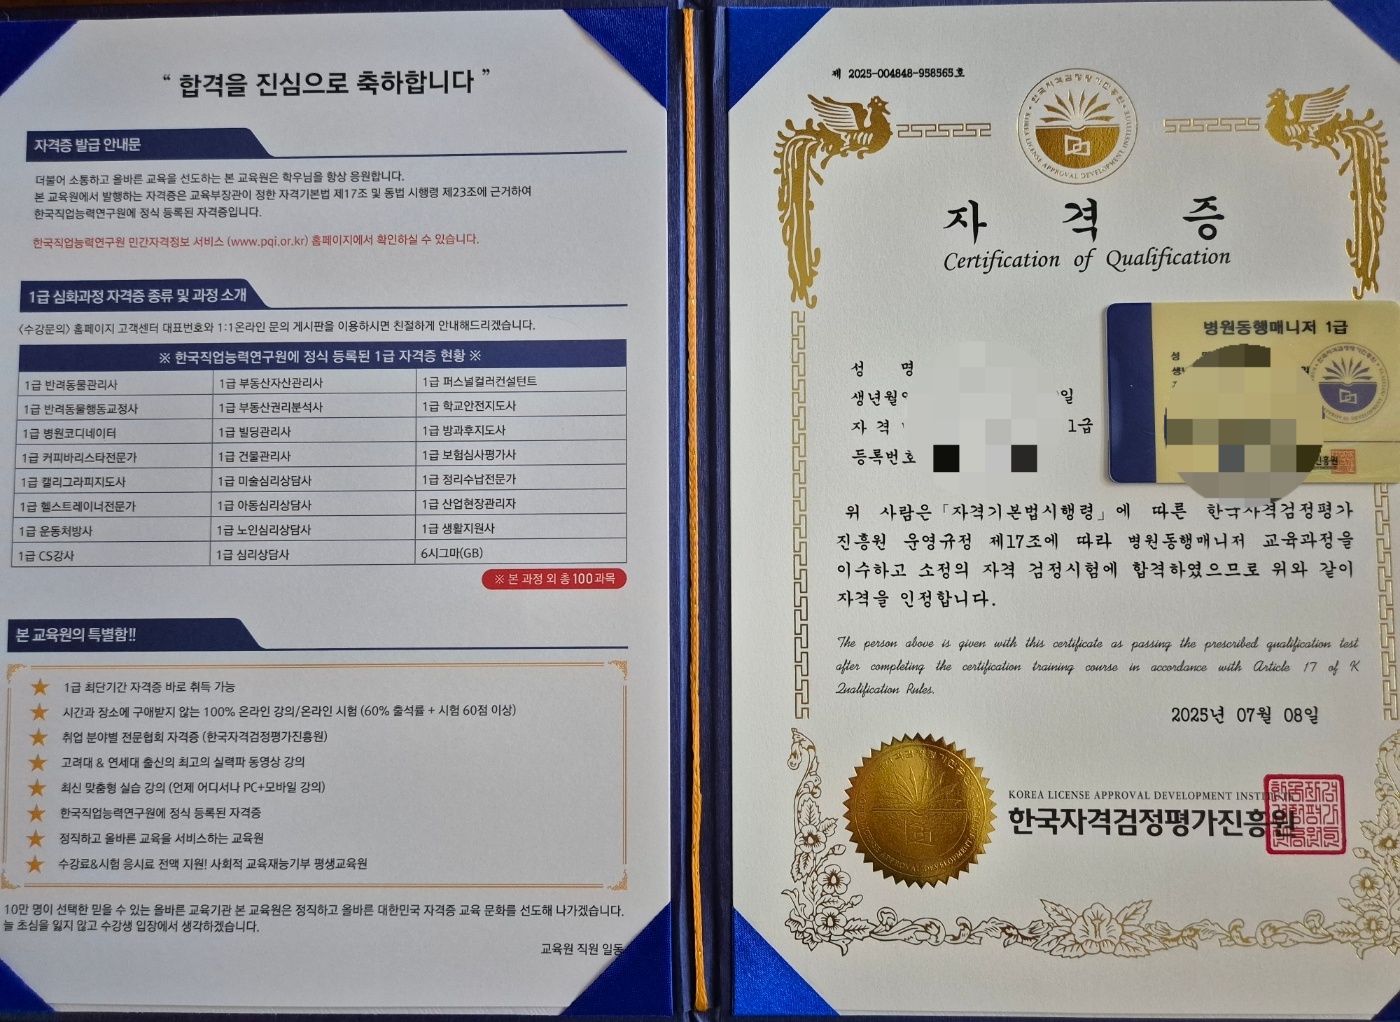 “ 합격을 진심으로 축하합니다 ”
자격증 발급 안내문
더불어 소통하고 올바른 교육을 선도하는 본 교육원은 학우님을 항상 응원합니다.
본 교육원에서 발행하는 자격증은 교육부장관이 정한 자격기본법 제17조 및 동법 시행령 제23조에 근거하여
한국직업능력연구원에 정식 등록된 자격증입니다.
한국직업능력연구원 민간자격정보 서비스 (www.pqi.or.kr) 홈페이지에서 확인하실 수 있습니다.
1급 심화과정 자격증 종류 및 과정 소개
<수강문의> 홈페이지 고객센터 대표번호와 1:1온라인 문의 게시판을 이용하시면 친절하게 안내해드리겠습니다.
※ 한국직업능력연구원에 정식 등록된 1급 자격증 현황 ※
1급 반려동물관리사 1급 부동산자산관리사 1급 퍼스널컬러컨설턴트
1급 반려동물행동교정사 1급 부동산권리분석사 1급 학교안전지도사
1급 병원코디네이터 1급 빌딩관리사 1급 방과후지도사
1급 커피바리스타전문가 1급 건물관리사 1급 보험심사평가사
1급 캘리그라피지도사 1급 미술심리상담사 1급 정리수납전문가
1급 헬스트레이너전문가 1급 아동심리상담사 1급 산업현장관리자
1급 운동처방사 1급 노인심리상담사 1급 생활지원사
1급 CS강사 1급 심리상담사 6시그마(GB)
※ 본 과정 외 총 100과목
본 교육원의 특별함!!
1급 최단기간 자격증 바로 취득 가능
시간과 장소에 구애받지 않는 100% 온라인 강의/온라인 시험 (60% 출석률 + 시험 60점 이상)
취업 분야별 전문협회 자격증 (한국자격검정평가진흥원)
고려대 & 연세대 출신의 최고의 실력파 동영상 강의
최신 맞춤형 실습 강의 (언제 어디서나 PC+모바일 강의)
한국직업능력연구원에 정식 등록된 자격증
정직하고 올바른 교육을 서비스하는 교육원
수강료&시험 응시료 전액 지원! 사회적 교육재능기부 평생교육원
10만 명이 선택한 믿을 수 있는 올바른 교육기관 본 교육원은 정직하고 올바른 대한민국 자격증 교육 문화를 선도해 나가겠습니다.
늘 초심을 잃지 않고 수강생 입장에서 생각하겠습니다.
교육원 직원 일동
제 2025-004848-958565호
한국자격검정평가진흥원
KOREA LICENSE APPROVAL DEVELOPMENT INSTITUTE
자 격 증
Certification of Qualification
병원동행매니저 1급
성
성 명
생년월 일
자 격 1급
등록번호
위 사람은 「자격기본법시행령」에 따른 한국자격검정평가
진흥원 운영규정 제17조에 따라 병원동행매니저 교육과정을
이수하고 소정의 자격 검정시험에 합격하였으므로 위와 같이
자격을 인정합니다.
The person above is given with this certificate as passing the prescribed qualification test
after completing the certification training course in accordance with Article 17 of K
Qualification Rules.
2025년 07월 08일
KOREA LICENSE APPROVAL DEVELOPMENT
한국자격검정평가진흥원